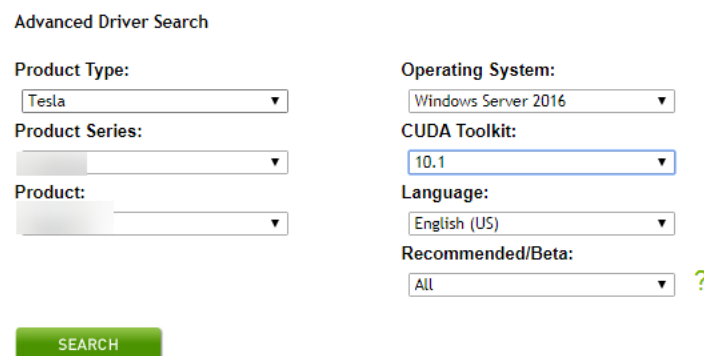 Advanced Driver Search
Product Type:
Tesla
Product Series:
Product:
Operating System:
Windows Server 2016
CUDA Toolkit:
10.1
Language:
English (US)
Recommended/Beta:
All
?
SEARCH